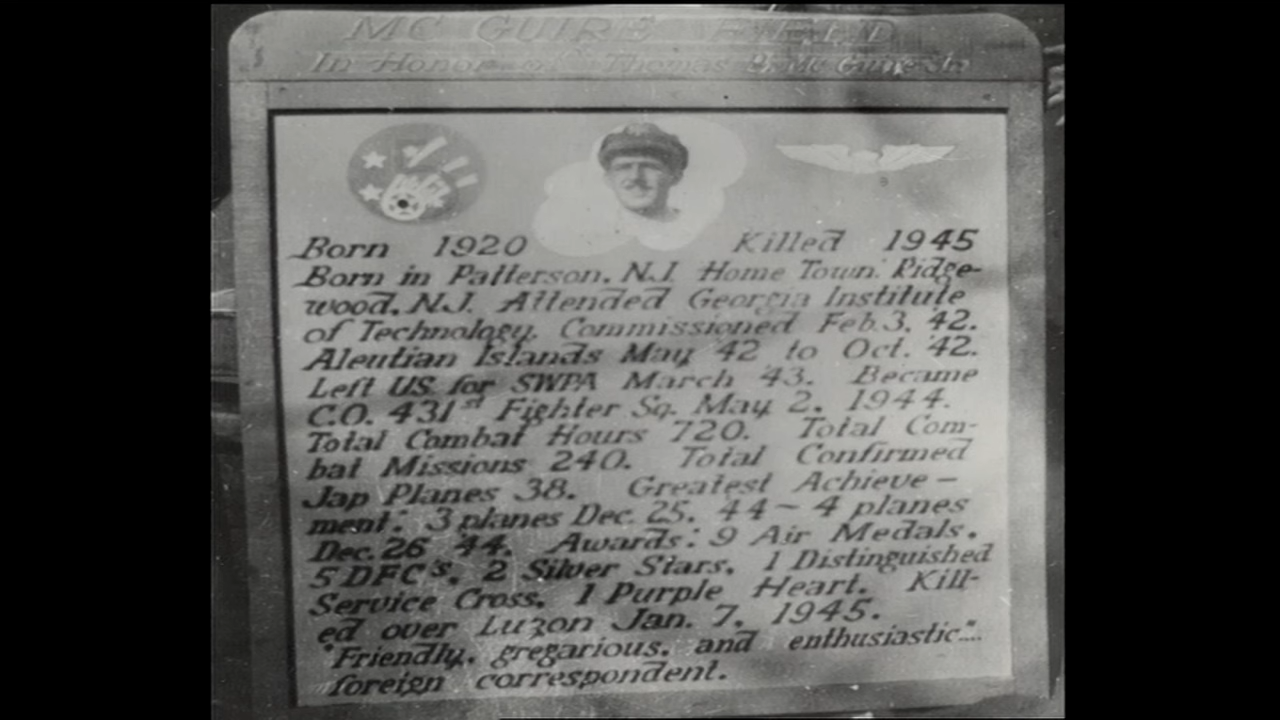 MC GUIRE FIELD
In Honor of Thomas B. Mc Guire Jr.
Born 1920 Killed 1945
Born in Patterson, N.J. Home Town: Ridge-
wood, N.J. Attended Georgia Institute
of Technology. Commissioned Feb. 3, '42.
Aleutian Islands May '42 to Oct. '42.
Left US for SWPA March '43. Became
C.O. 431st Fighter Sq. May 2, 1944.
Total Combat Hours 720. Total Com-
bat Missions 240. Total Confirmed
Jap Planes 38. Greatest Achieve-
ment: 3 planes Dec. 25, 44 ~ 4 planes
Dec. 26 '44. Awards: 9 Air Medals,
5 DFC's, 2 Silver Stars, 1 Distinguished
Service Cross, 1 Purple Heart. Kill-
ed over Luzon Jan. 7, 1945.
"Friendly, gregarious, and enthusiastic"...
foreign correspondent.